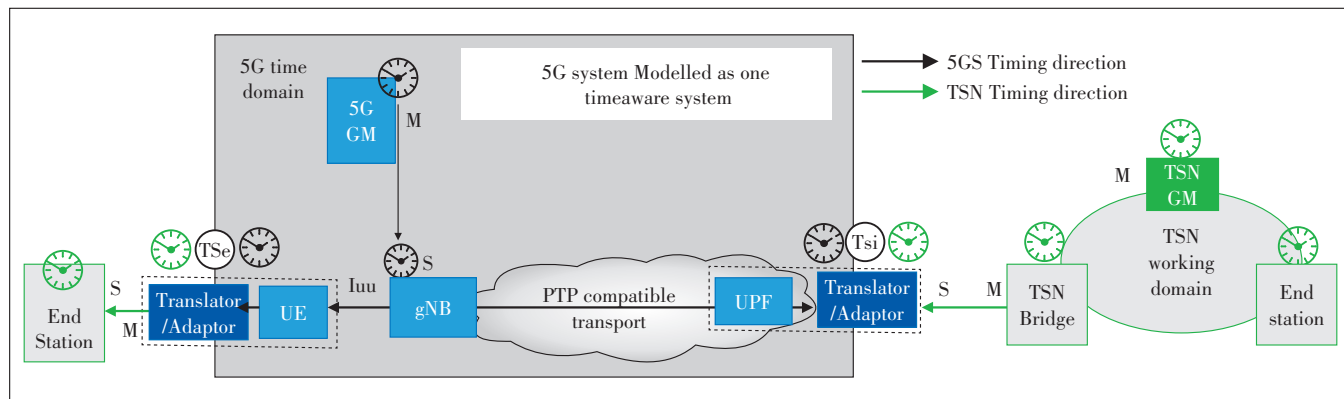 5G time
domain
5G
GM
M
5G system Modelled as one
timeaware system
5GS Timing direction
TSN Timing direction
M
TSN
GM
TSN
working
domain
TSe
S
Tsi
End
Station
S
M
Translator
/Adaptor
UE
Iuu
gNB
PTP compatible
transport
UPF
Translator
/Adaptor
S
M
TSN
Bridge
End
station